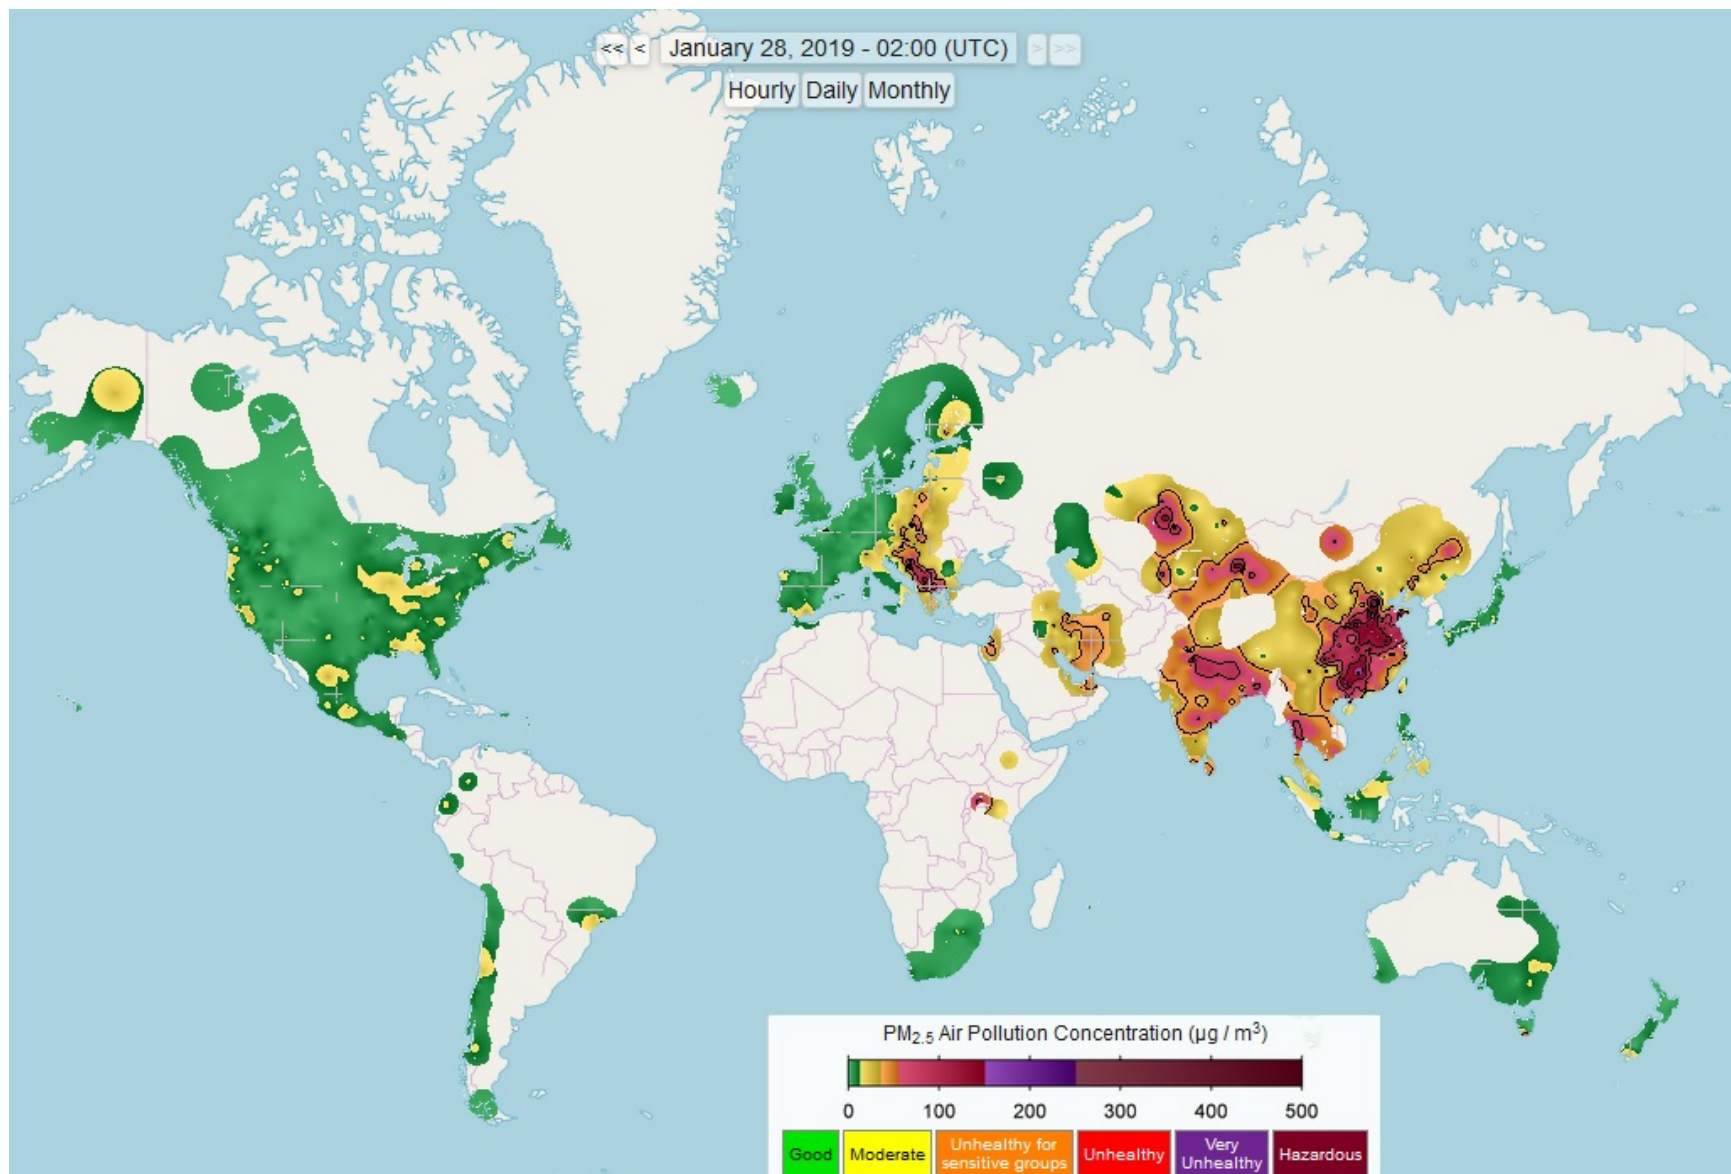 << < January 28, 2019 - 02:00 (UTC) > >>
Hourly Daily Monthly
PM2.5 Air Pollution Concentration (µg / m³)
0 100 200 300 400 500
Good Moderate Unhealthy for sensitive groups Unhealthy Very Unhealthy Hazardous